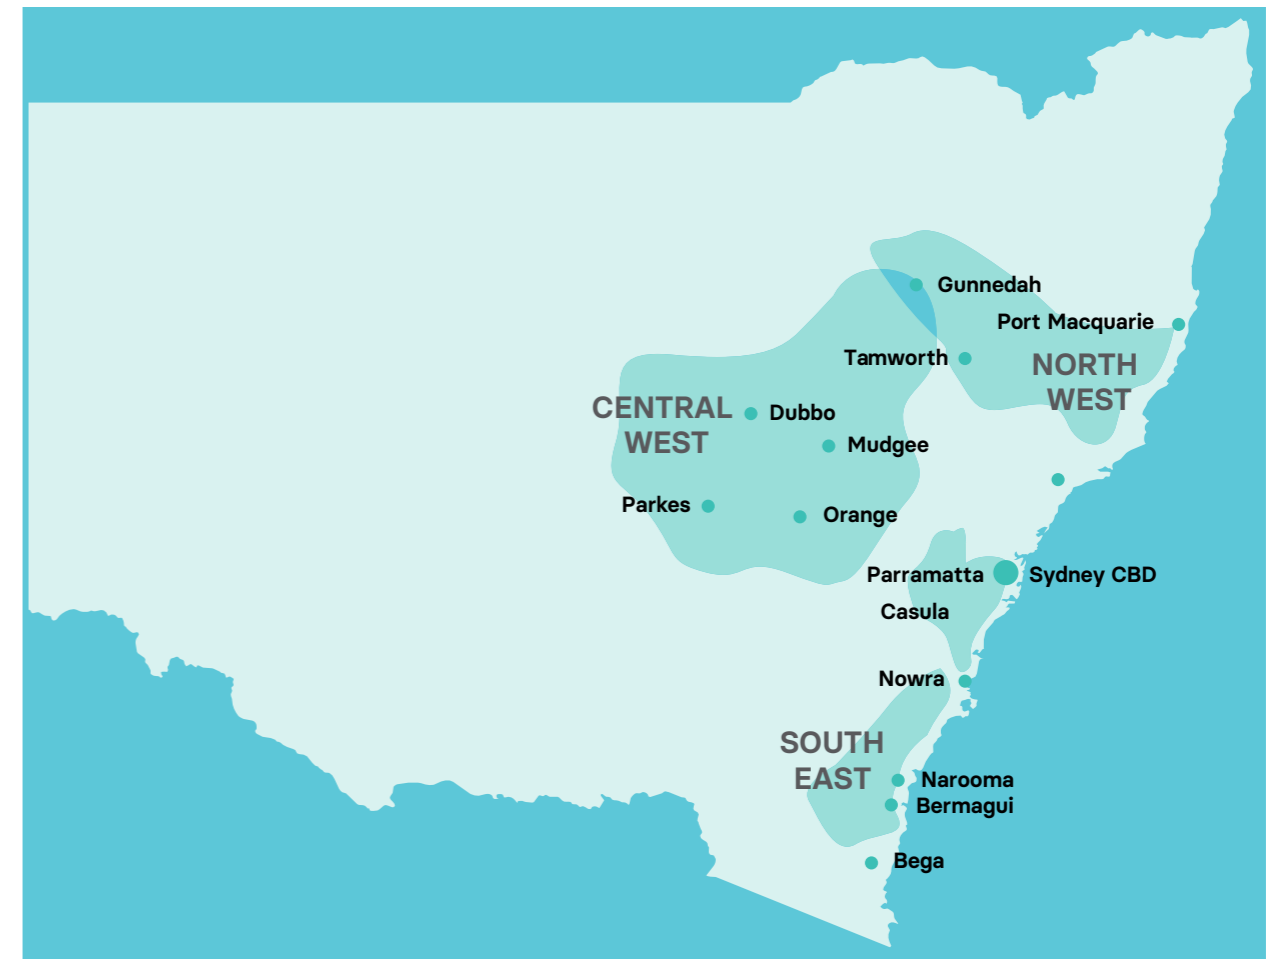 Gunnedah
Port Macquarie
Tamworth
NORTH
WEST
CENTRAL
WEST
Dubbo
Mudgee
Parkes
Orange
Parramatta
Sydney CBD
Casula
Nowra
SOUTH
EAST
Narooma
Bermagui
Bega